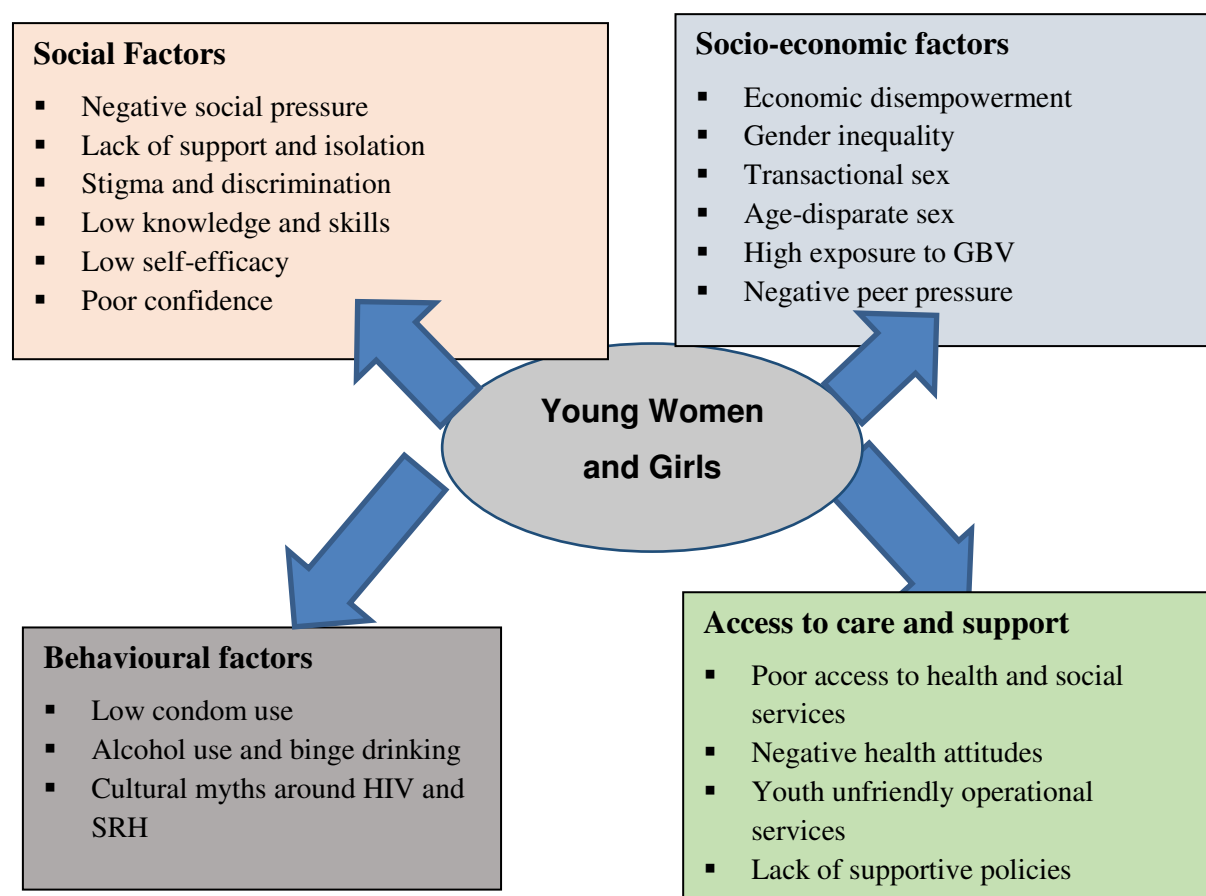 Social Factors
▪ Negative social pressure
▪ Lack of support and isolation
▪ Stigma and discrimination
▪ Low knowledge and skills
▪ Low self-efficacy
▪ Poor confidence
Socio-economic factors
▪ Economic disempowerment
▪ Gender inequality
▪ Transactional sex
▪ Age-disparate sex
▪ High exposure to GBV
▪ Negative peer pressure
Young Women
and Girls
Behavioural factors
▪ Low condom use
▪ Alcohol use and binge drinking
▪ Cultural myths around HIV and
SRH
Access to care and support
▪ Poor access to health and social
services
▪ Negative health attitudes
▪ Youth unfriendly operational
services
▪ Lack of supportive policies